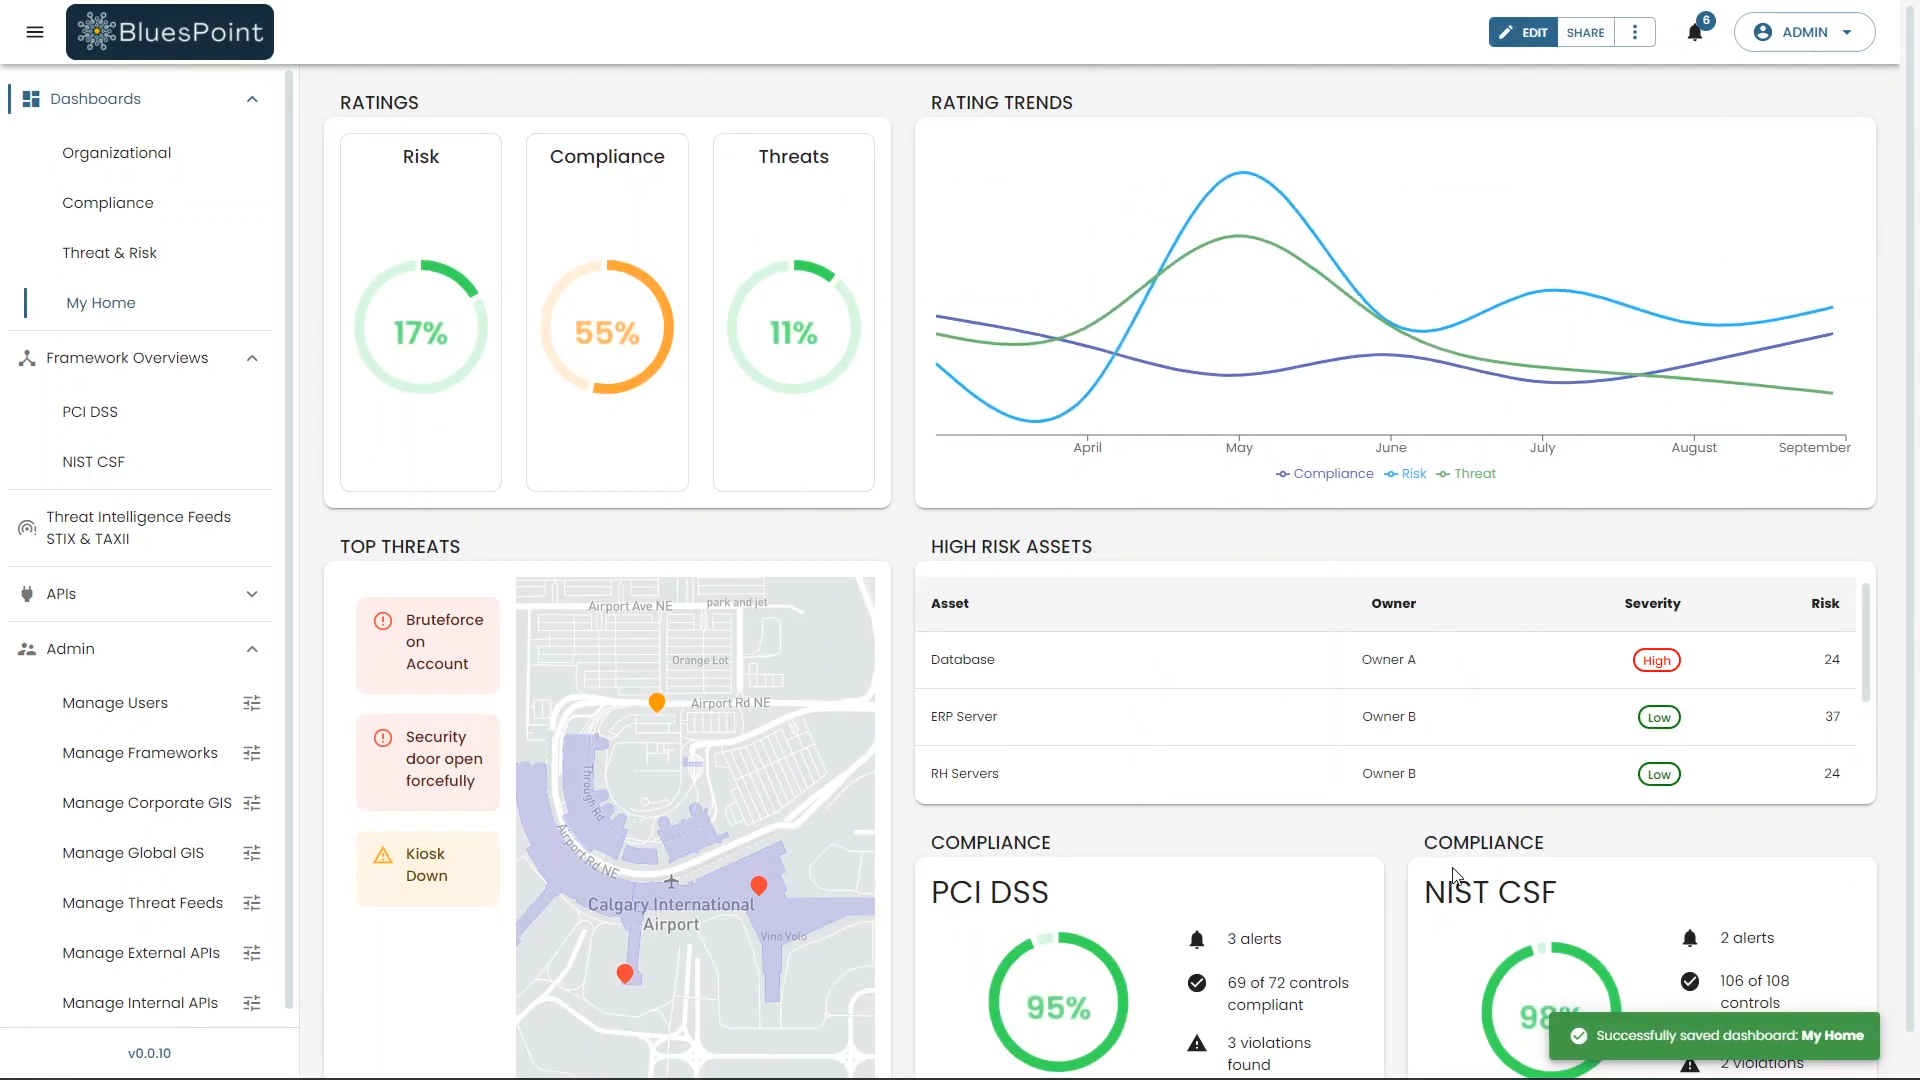 BluesPoint
EDIT
SHARE
6
ADMIN
Dashboards
Organizational
Compliance
Threat & Risk
My Home
Framework Overviews
PCI DSS
NIST CSF
Threat Intelligence Feeds
STIX & TAXII
APIs
Admin
Manage Users
Manage Frameworks
Manage Corporate GIS
Manage Global GIS
Manage Threat Feeds
Manage External APIs
Manage Internal APIs
v0.0.10
RATINGS
Risk
17%
Compliance
55%
Threats
11%
RATING TRENDS
April
May
June
July
August
September
Compliance
Risk
Threat
TOP THREATS
Bruteforce
on
Account
Security
door open
forcefully
Kiosk
Down
Airport Ave NE
park and jet
Orange Lot
Airport Rd NE
Through Rd
Airport Rd NE
Calgary International
Airport
Vino Volo
HIGH RISK ASSETS
Asset Owner Severity Risk
Database Owner A High 24
ERP Server Owner B Low 37
RH Servers Owner B Low 24
COMPLIANCE
PCI DSS
95%
3 alerts
69 of 72 controls
compliant
3 violations
found
COMPLIANCE
NIST CSF
98%
2 alerts
106 of 108
controls
2 violations
Successfully saved dashboard: My Home